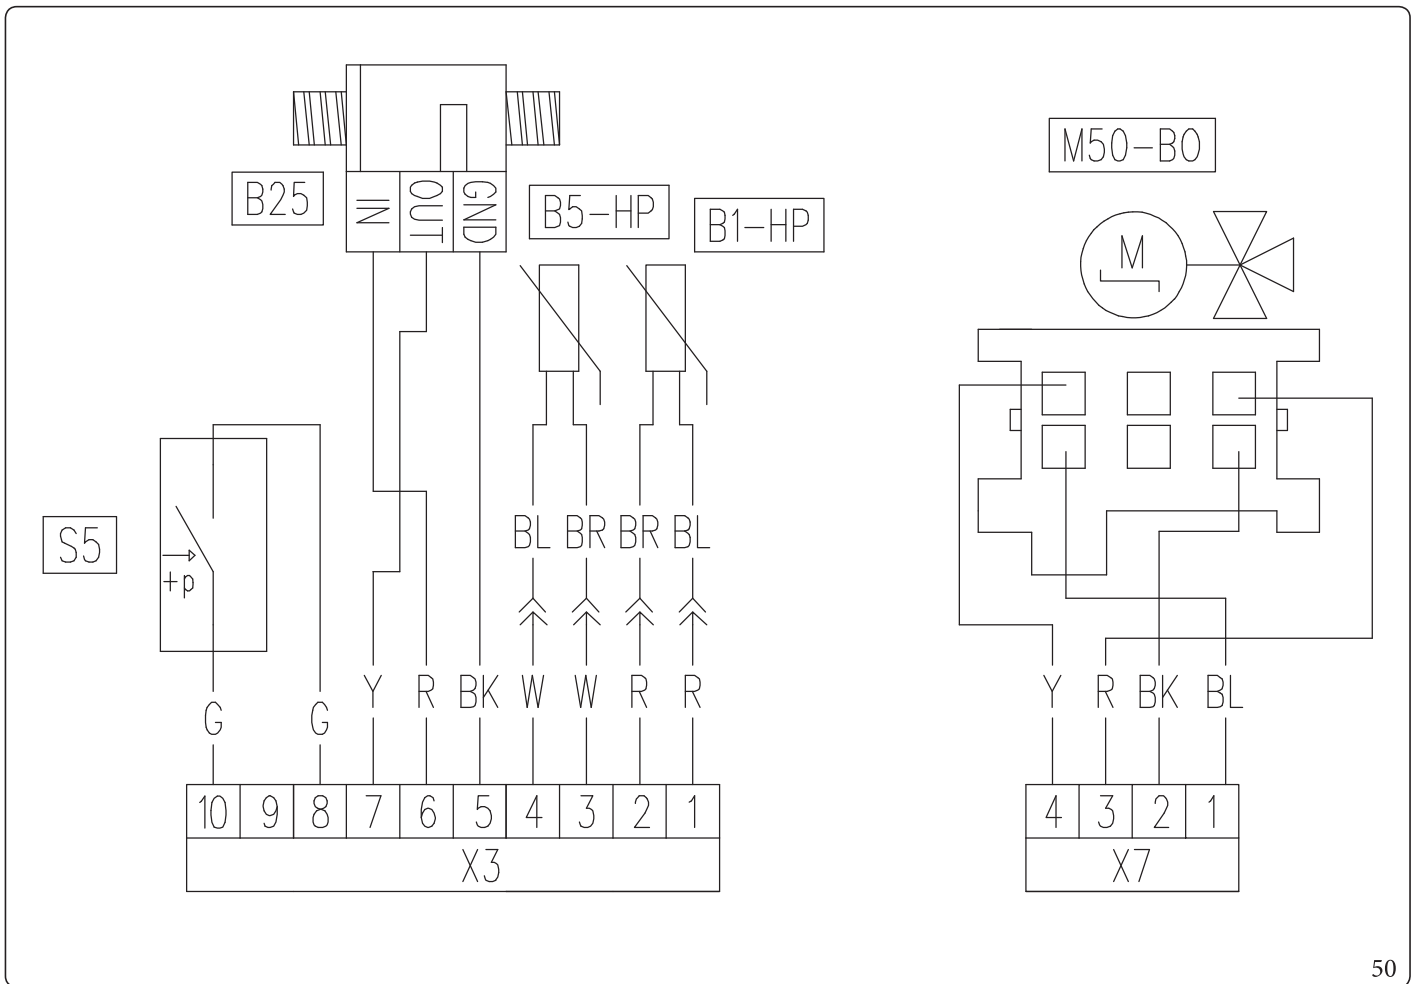 M50-B0
B25
IN
OUT
GND
B5-HP
B1-HP
M
S5
+p
BL BR BR BL
G G Y R BK W W R R
Y R BK BL
10 9 8 7 6 5 4 3 2 1
X3
4 3 2 1
X7
50